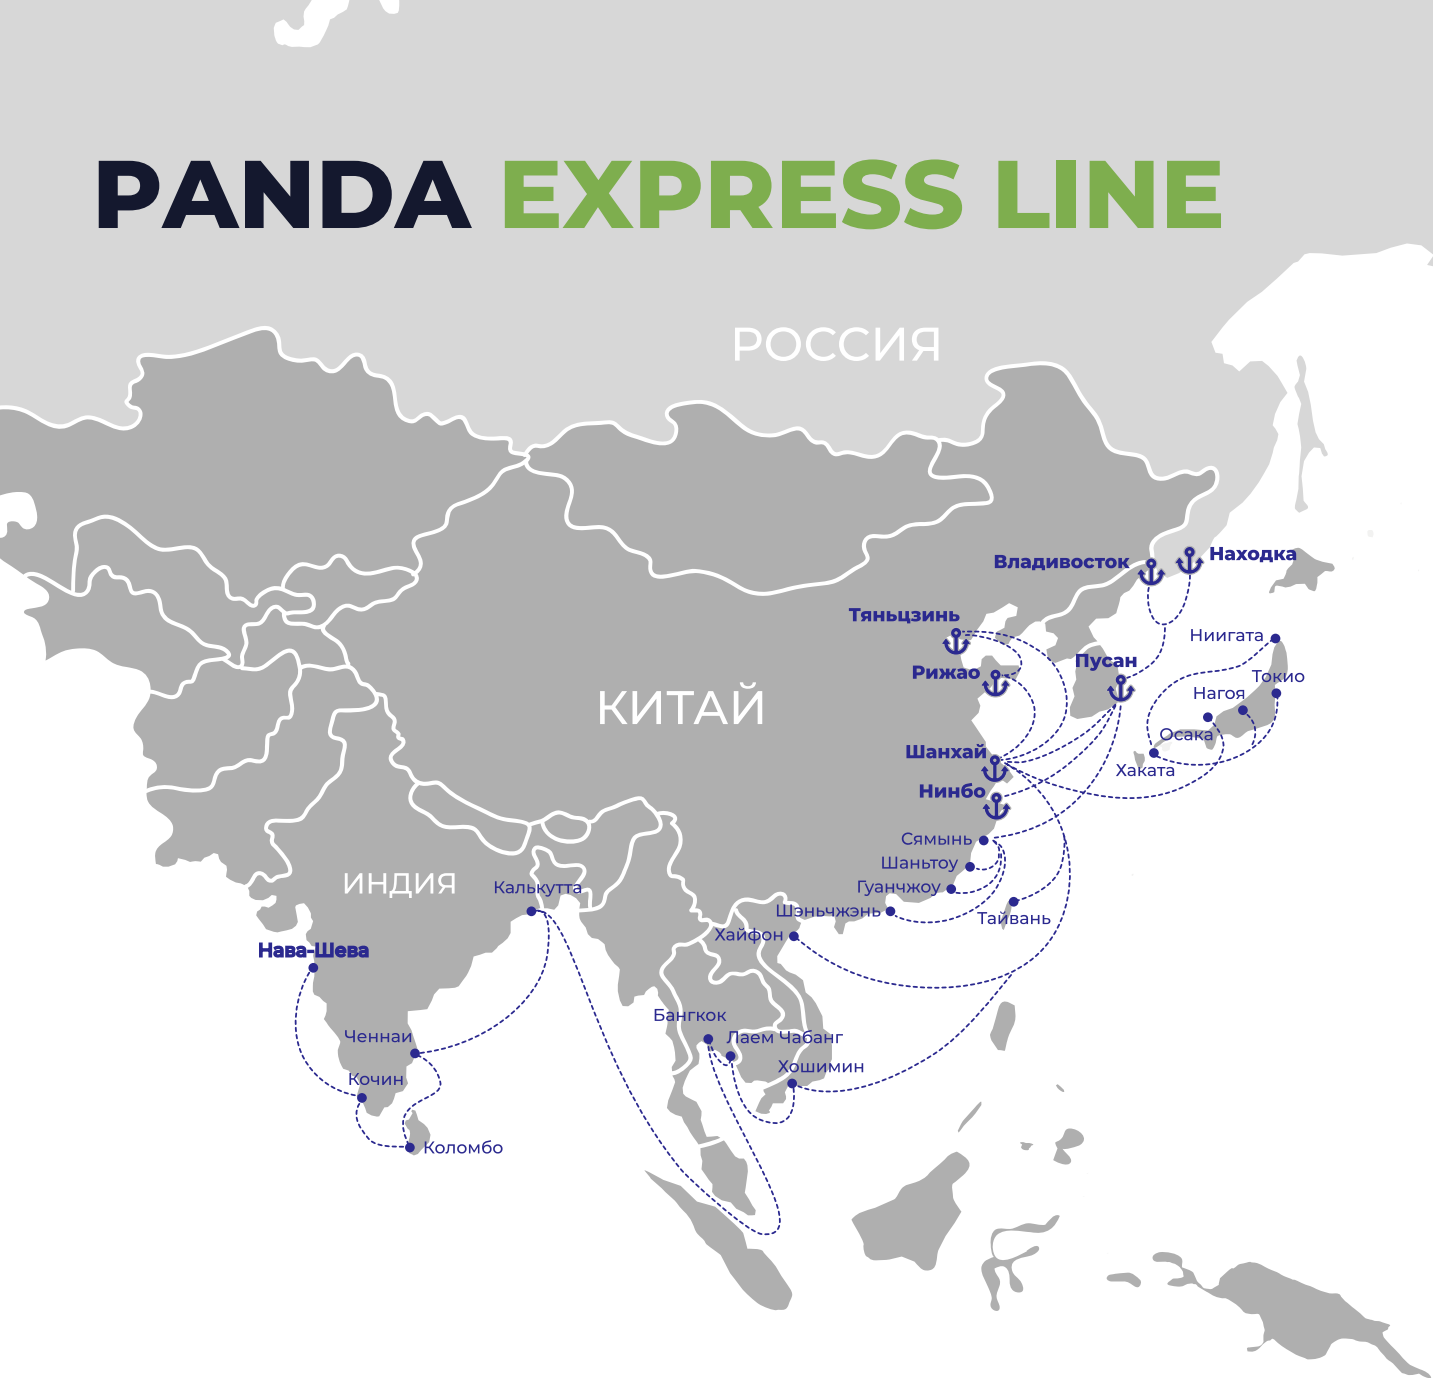 PANDA EXPRESS LINE
РОССИЯ
Владивосток
Находка
Тяньцзинь
Ниигата
Пусан
Рижао
Токио
Нагоя
КИТАЙ
Осака
Шанхай
Хаката
Нинбо
Сямынь
Шаньтоу
ИНДИЯ
Калькутта
Гуанчжоу
Шэньчжэнь
Тайвань
Хайфон
Нава-Шева
Бангкок
Ченнаи
Лаем Чабанг
Хошимин
Кочин
Коломбо